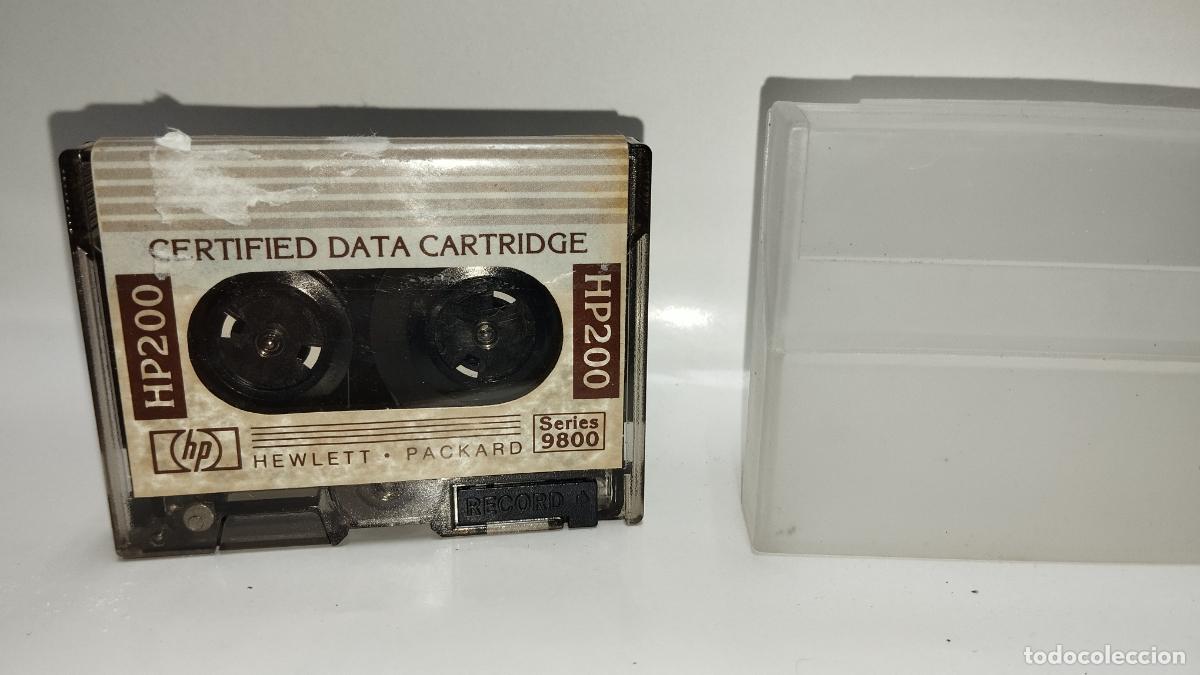 CERTIFIED DATA CARTRIDGE
HP200
HP200
hp
HEWLETT • PACKARD
Series
9800
RECORD
todocoleccion